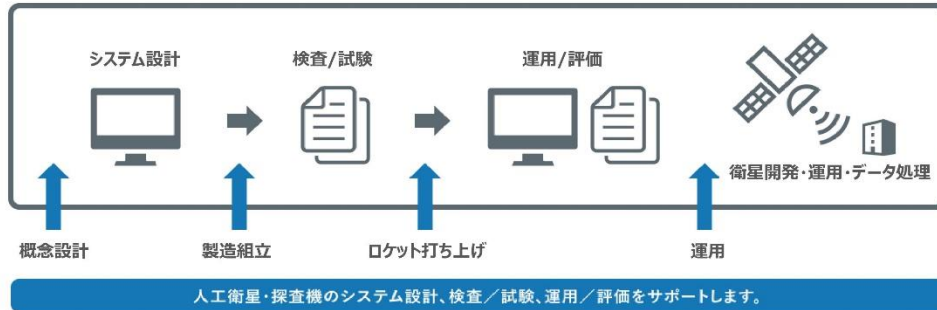 システム設計
検査/試験
運用/評価
衛星開発・運用・データ処理
概念設計
製造組立
ロケット打ち上げ
運用
人工衛星・探査機のシステム設計、検査／試験、運用／評価をサポートします。